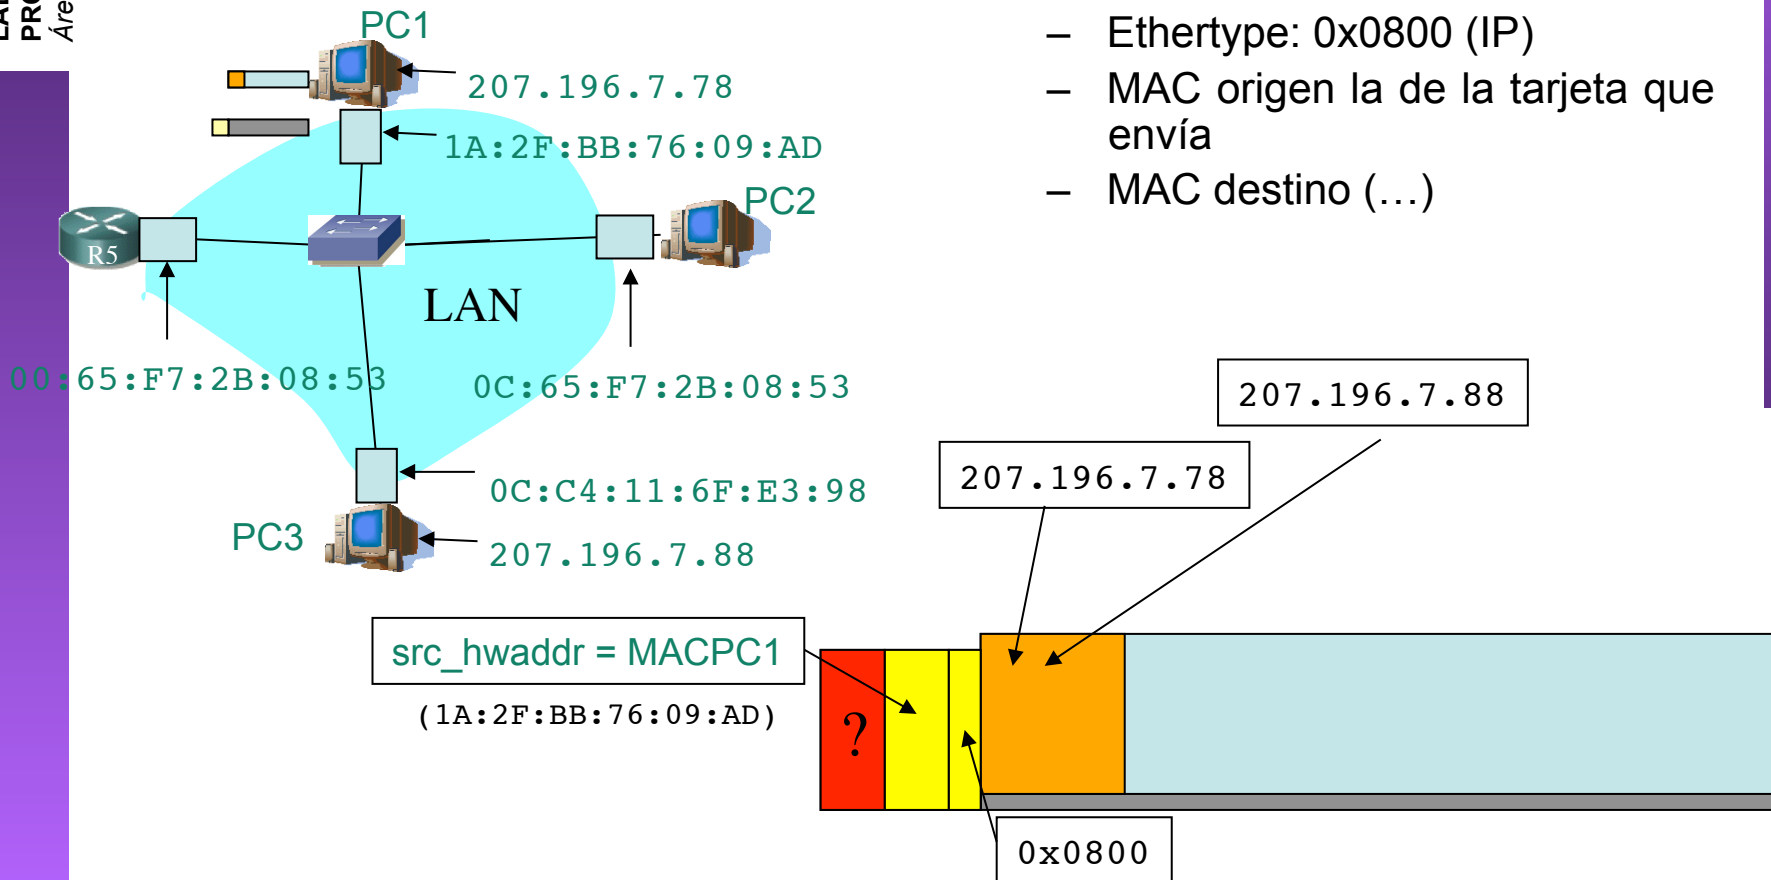 PC1
207.196.7.78
1A:2F:BB:76:09:AD
PC2
R5
LAN
00:65:F7:2B:08:53
0C:65:F7:2B:08:53
0C:C4:11:6F:E3:98
PC3
207.196.7.88
– Ethertype: 0x0800 (IP)
– MAC origen la de la tarjeta que
envía
– MAC destino (…)
207.196.7.88
207.196.7.78
src_hwaddr = MACPC1
(1A:2F:BB:76:09:AD)
?
0x0800